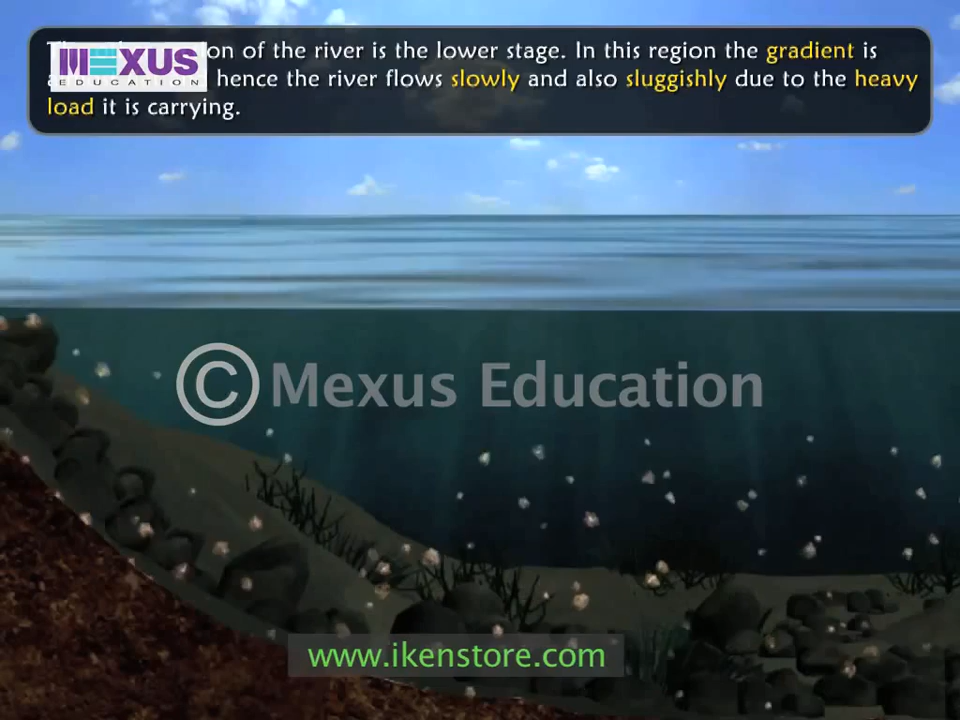 MEXUS
EDUCATION
of the river is the lower stage. In this region the gradient is
hence the river flows slowly and also sluggishly due to the heavy
load it is carrying.
© Mexus Education
www.ikenstore.com